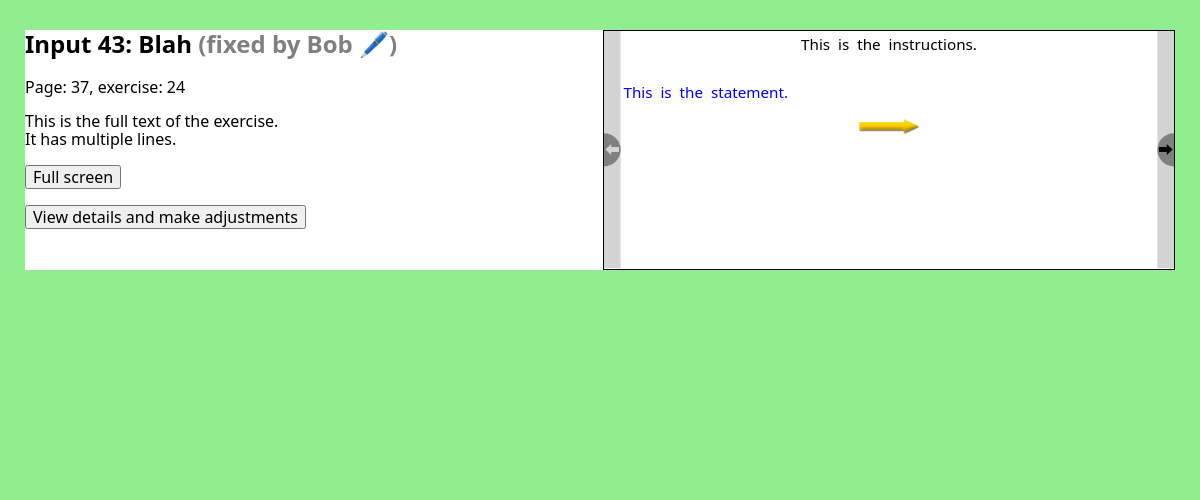 Input 43: Blah (fixed by Bob 🖊️)
Page: 37, exercise: 24
This is the full text of the exercise.
It has multiple lines.
Full screen
View details and make adjustments
This is the instructions.
This is the statement.